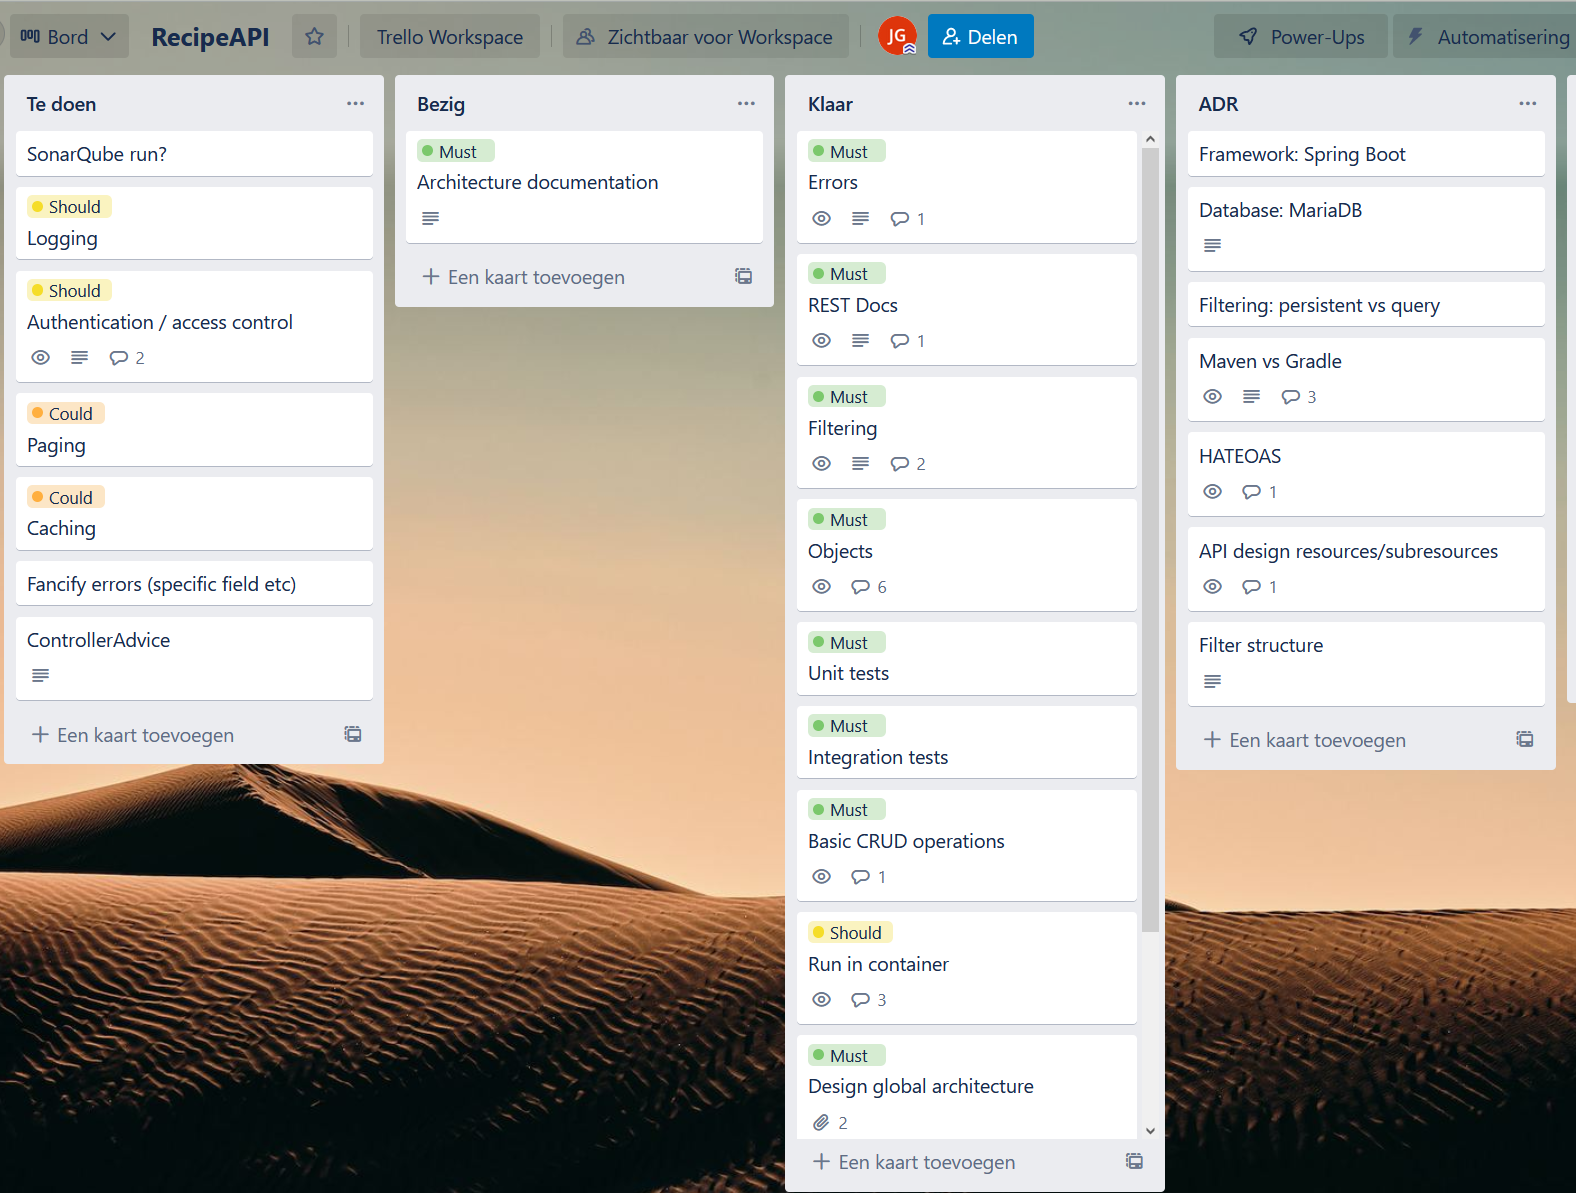 Bord
RecipeAPI
Trello Workspace
Zichtbaar voor Workspace
JG
Delen
Power-Ups
Automatisering
Te doen
SonarQube run?
Should
Logging
Should
Authentication / access control
2
Could
Paging
Could
Caching
Fancify errors (specific field etc)
ControllerAdvice
Een kaart toevoegen
Bezig
Must
Architecture documentation
Een kaart toevoegen
Klaar
Must
Errors
1
Must
REST Docs
1
Must
Filtering
2
Must
Objects
6
Must
Unit tests
Must
Integration tests
Must
Basic CRUD operations
1
Should
Run in container
3
Must
Design global architecture
2
Een kaart toevoegen
ADR
Framework: Spring Boot
Database: MariaDB
Filtering: persistent vs query
Maven vs Gradle
3
HATEOAS
1
API design resources/subresources
1
Filter structure
Een kaart toevoegen